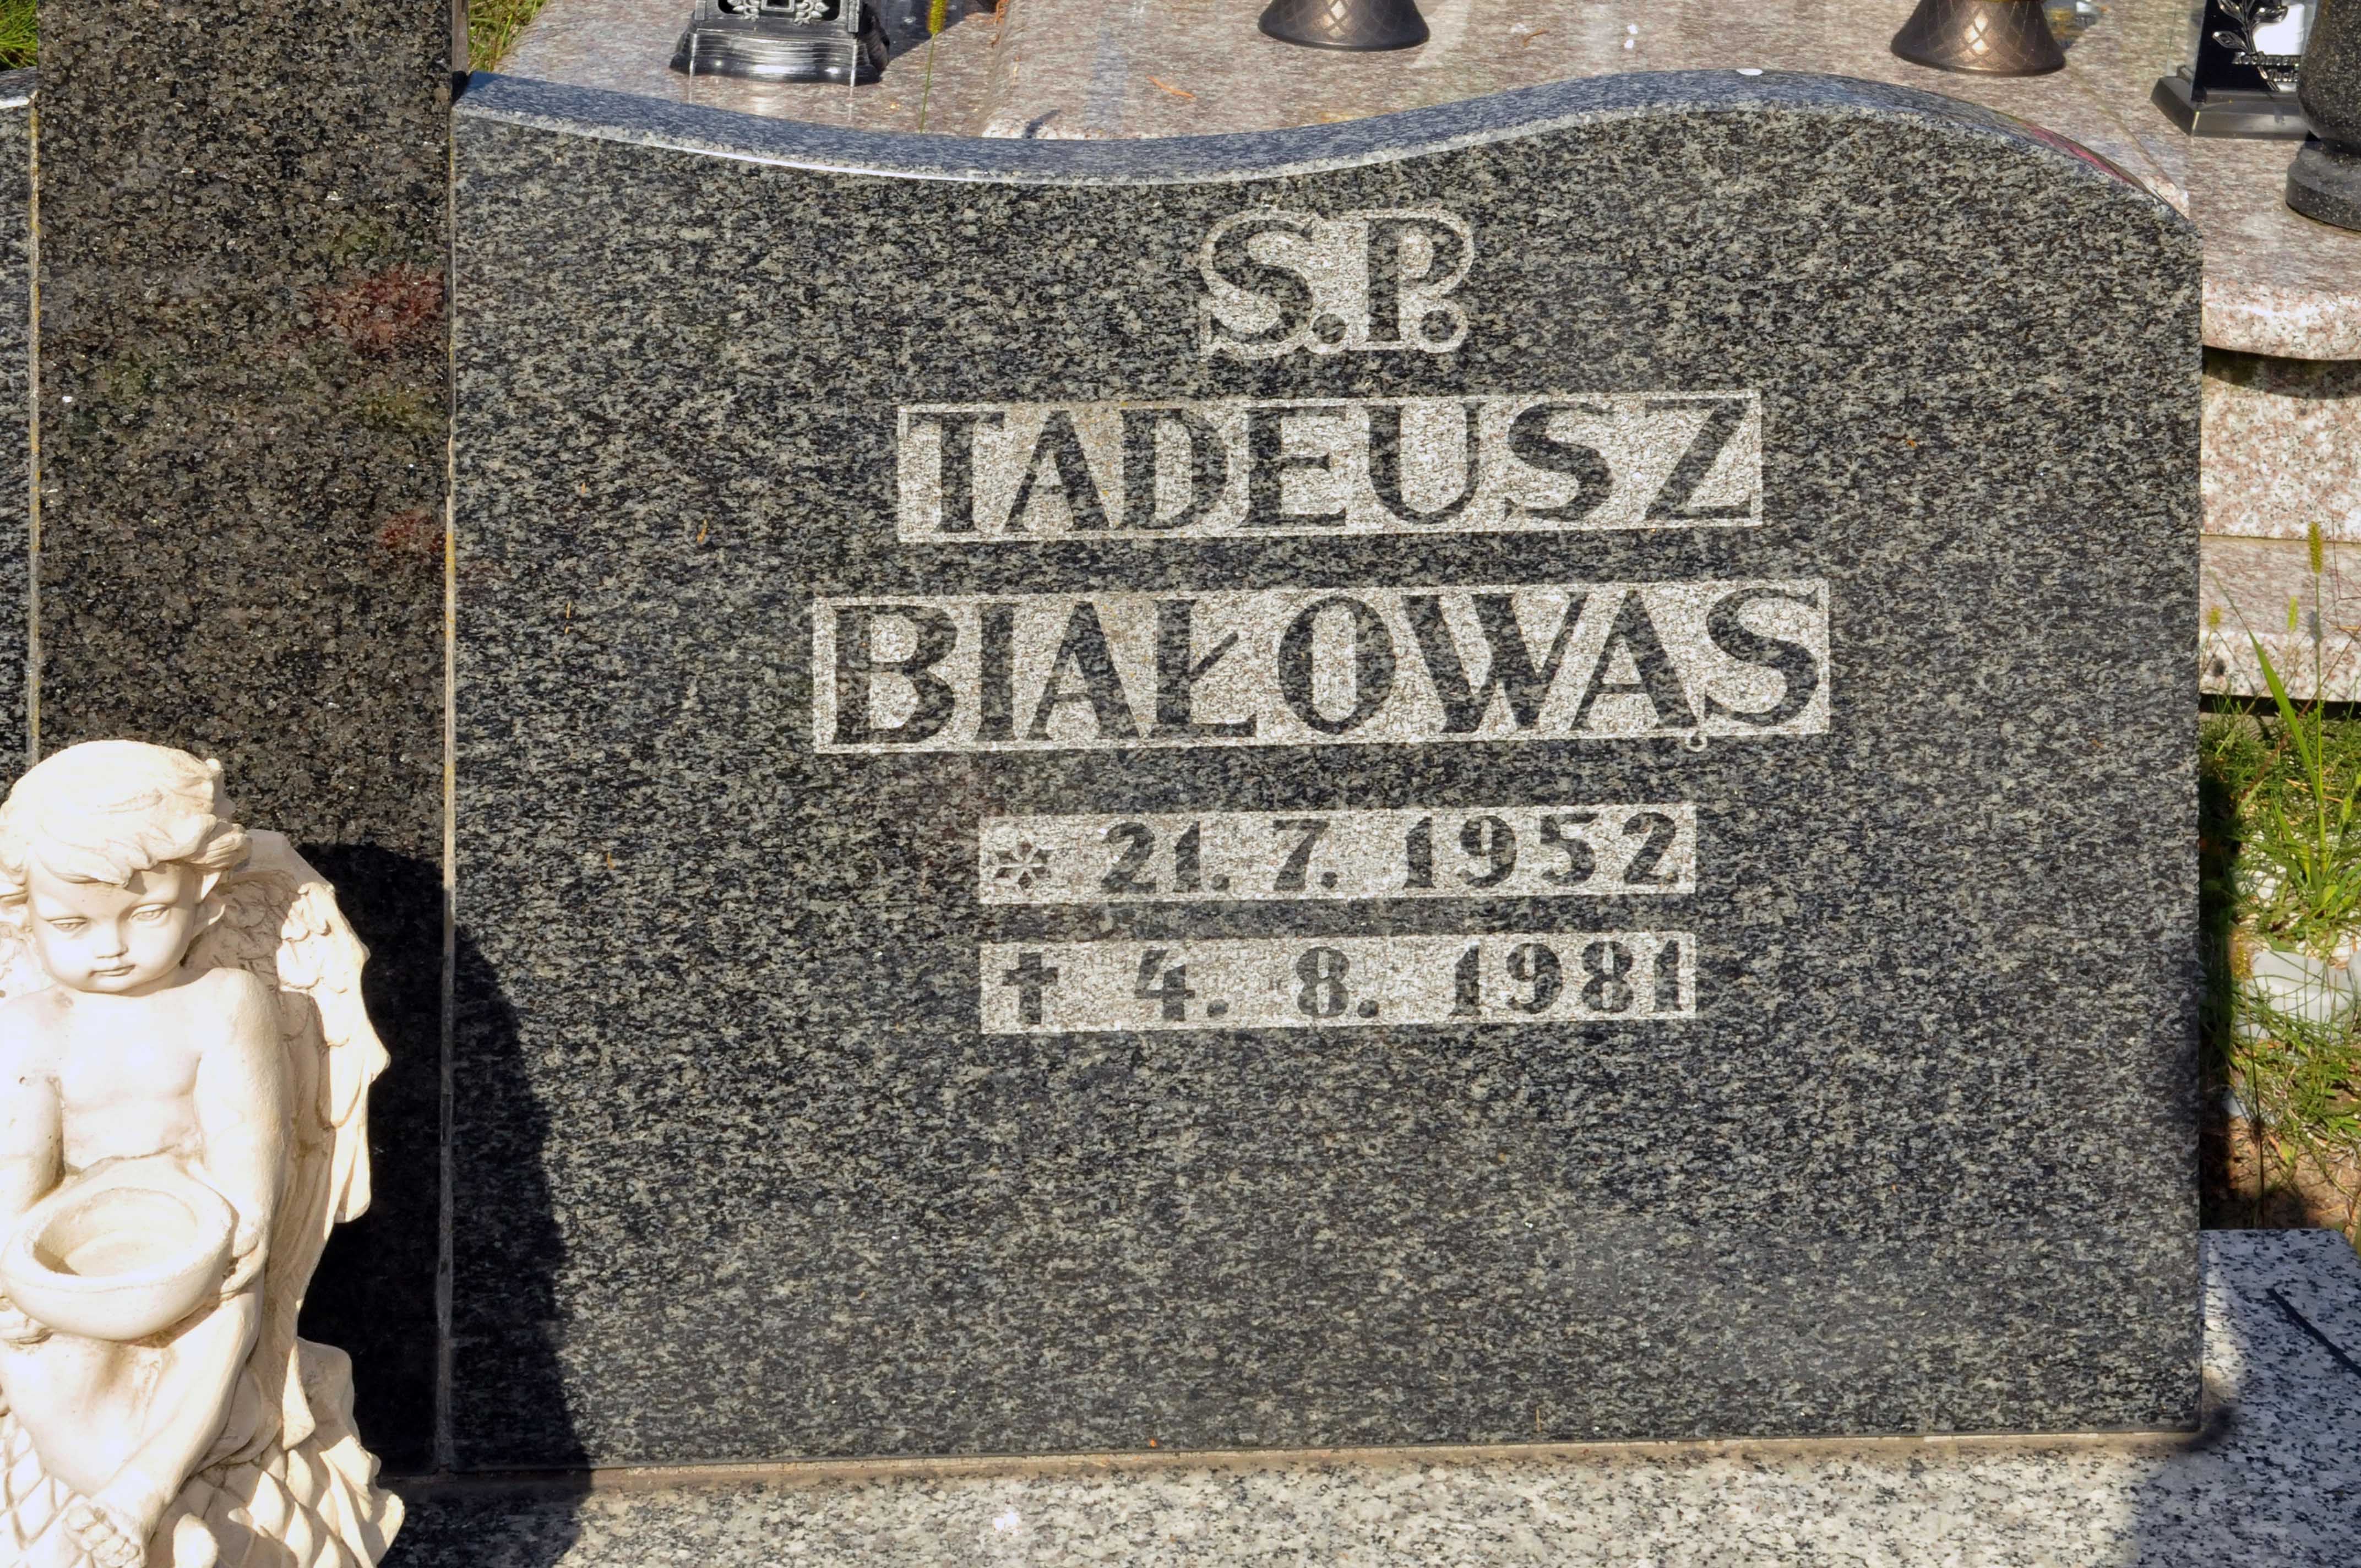 S.P.
TADEUSZ
BIAŁOWĄS
* 21. 7. 1952
† 4. 8. 1981